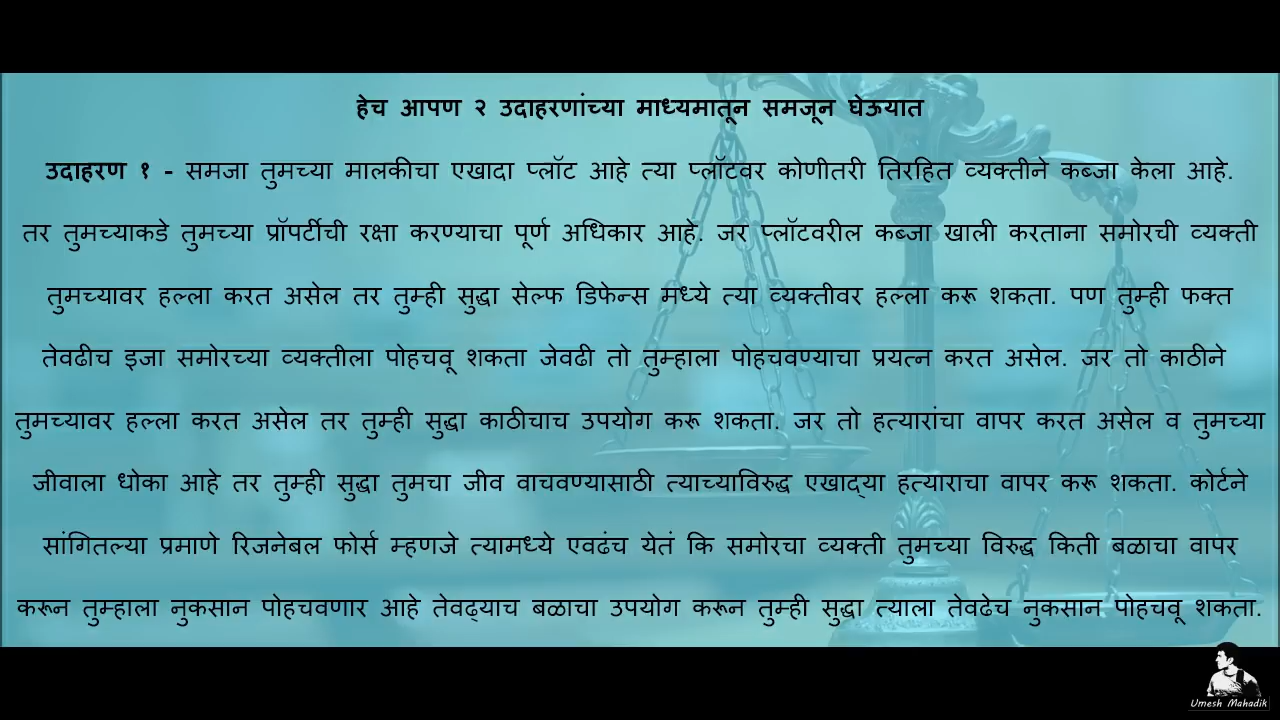 हेच आपण २ उदाहरणांच्या माध्यमातून समजून घेऊयात
उदाहरण १ - समजा तुमच्या मालकीचा एखादा प्लॉट आहे त्या प्लॉटवर कोणीतरी तिरहित व्यक्तीने कब्जा केला आहे.
तर तुमच्याकडे तुमच्या प्रॉपर्टीची रक्षा करण्याचा पूर्ण अधिकार आहे. जर प्लॉटवरील कब्जा खाली करताना समोरची व्यक्ती
तुमच्यावर हल्ला करत असेल तर तुम्ही सुद्धा सेल्फ डिफेन्स मध्ये त्या व्यक्तीवर हल्ला करू शकता. पण तुम्ही फक्त
तेवढीच इजा समोरच्या व्यक्तीला पोहचवू शकता जेवढी तो तुम्हाला पोहचवण्याचा प्रयत्न करत असेल. जर तो काठीने
तुमच्यावर हल्ला करत असेल तर तुम्ही सुद्धा काठीचाच उपयोग करू शकता. जर तो हत्यारांचा वापर करत असेल व तुमच्या
जीवाला धोका आहे तर तुम्ही सुद्धा तुमचा जीव वाचवण्यासाठी त्याच्याविरुद्ध एखाद्या हत्याराचा वापर करू शकता. कोर्टने
सांगितल्या प्रमाणे रिजनेबल फोर्स म्हणजे त्यामध्ये एवढंच येतं कि समोरचा व्यक्ती तुमच्या विरुद्ध किती बळाचा वापर
करून तुम्हाला नुकसान पोहचवणार आहे तेवढ्याच बळाचा उपयोग करून तुम्ही सुद्धा त्याला तेवढेच नुकसान पोहचवू शकता.
Umesh Mahadik